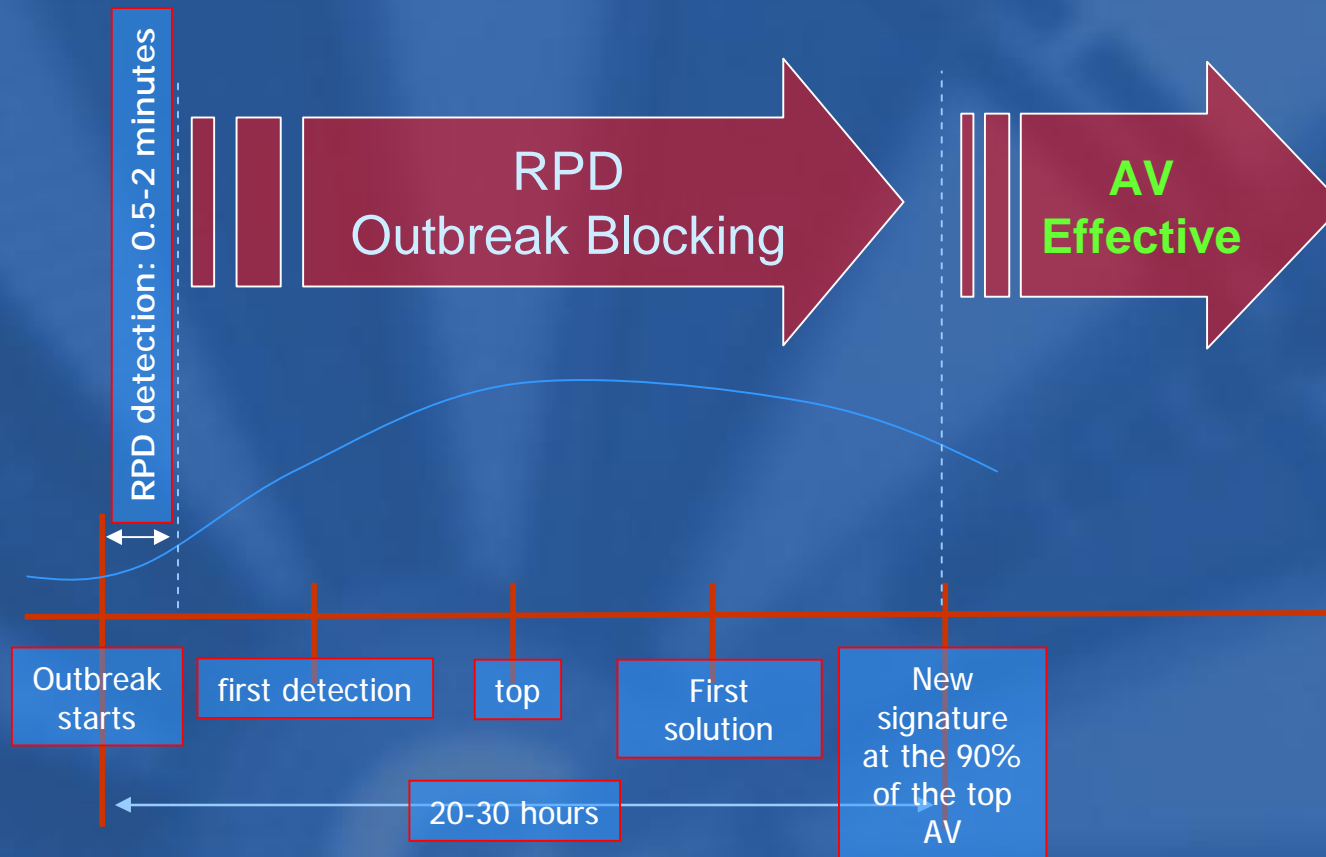 RPD detection: 0.5-2 minutes
RPD
Outbreak Blocking
AV
Effective
Outbreak
starts
first detection
top
First
solution
New
signature
at the 90%
of the top
AV
20-30 hours